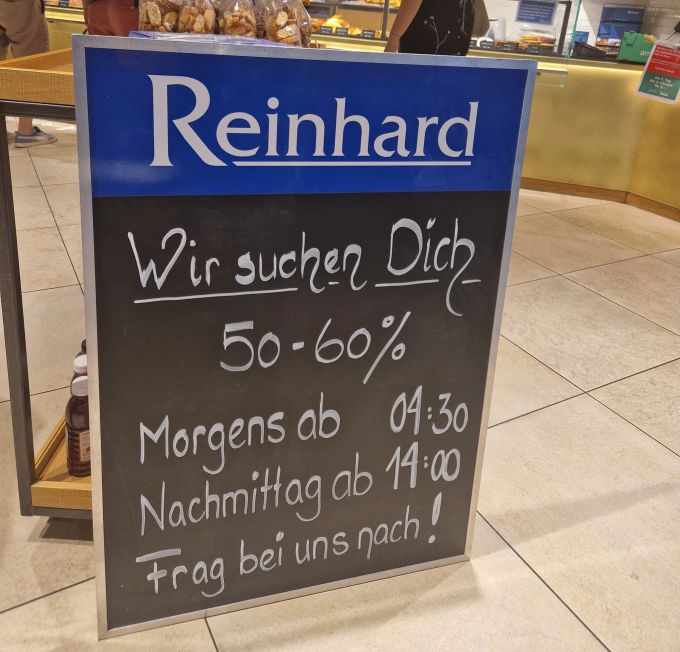 Reinhard
Wir suchen Dich
50-60%
Morgens ab 04:30
Nachmittag ab 14:00
Frag bei uns nach!